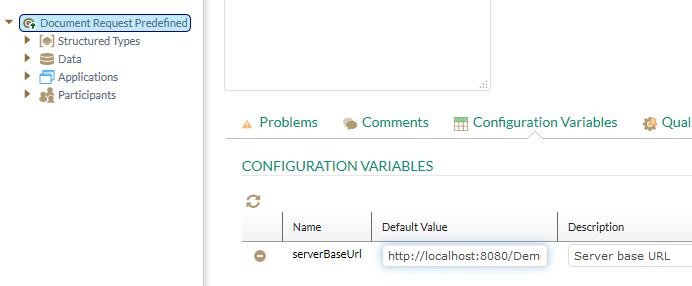 Document Request Predefined
Structured Types
Data
Applications
Participants
Problems Comments Configuration Variables Qual
CONFIGURATION VARIABLES
Name Default Value Description
serverBaseUrl http://localhost:8080/Dem Server base URL